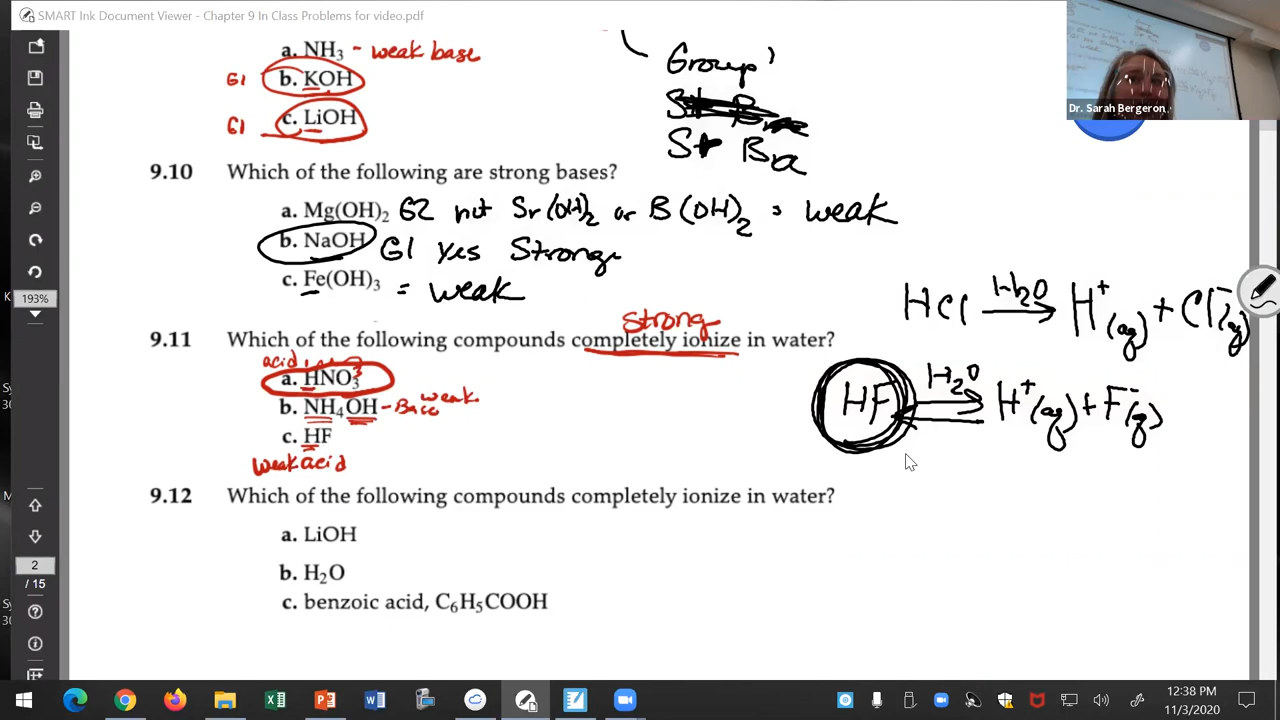 SMART Ink Document Viewer - Chapter 9 In Class Problems for video.pdf
a. NH₃ - weak base
G1 b. KOH
G1 c. LiOH
Group 1
Sr Ba
Dr. Sarah Bergeron
9.10 Which of the following are strong bases?
a. Mg(OH)₂ G2 not Sr(OH)₂ or B(OH)₂ = weak
b. NaOH G1 Yes Strong
c. Fe(OH)₃ = weak
193%
HCl H₂O → H⁺(aq) + Cl⁻(aq)
strong
9.11 Which of the following compounds completely ionize in water?
acid
a. HNO₃
b. NH₄OH - Base weak
c. HF
weak acid
HF H₂O ⇌ H⁺(aq) + F⁻(aq)
9.12 Which of the following compounds completely ionize in water?
a. LiOH
b. H₂O
c. benzoic acid, C₆H₅COOH
2
/ 15
12:38 PM
11/3/2020